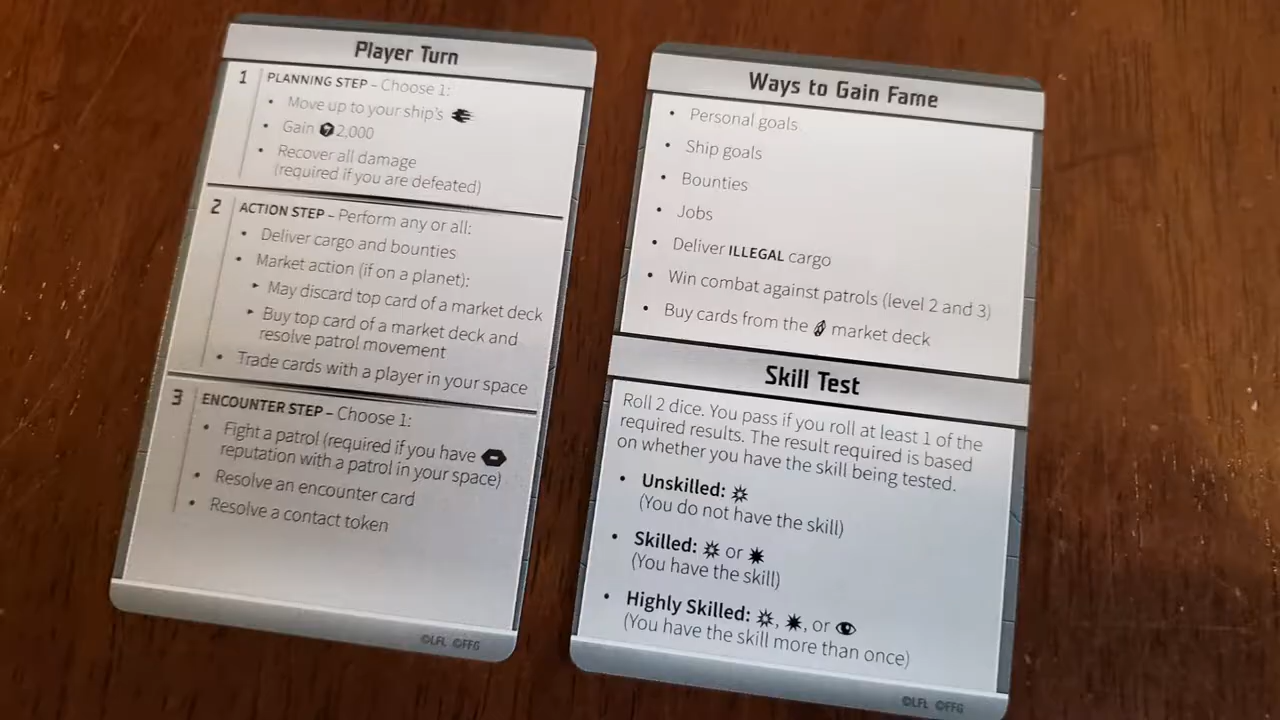 Player Turn
1 PLANNING STEP – Choose 1:
• Move up to your ship's
• Gain 2,000
• Recover all damage
(required if you are defeated)
2 ACTION STEP – Perform any or all:
• Deliver cargo and bounties
• Market action (if on a planet):
‣ May discard top card of a market deck
‣ Buy top card of a market deck and
resolve patrol movement
• Trade cards with a player in your space
3 ENCOUNTER STEP – Choose 1:
• Fight a patrol (required if you have
reputation with a patrol in your space)
• Resolve an encounter card
• Resolve a contact token
©LFL ©FFG
Ways to Gain Fame
• Personal goals
• Ship goals
• Bounties
• Jobs
• Deliver ILLEGAL cargo
• Win combat against patrols (level 2 and 3)
• Buy cards from the market deck
Skill Test
Roll 2 dice. You pass if you roll at least 1 of the
required results. The result required is based
on whether you have the skill being tested.
• Unskilled:
(You do not have the skill)
• Skilled: or
(You have the skill)
• Highly Skilled: , , or
(You have the skill more than once)
©LFL ©FFG